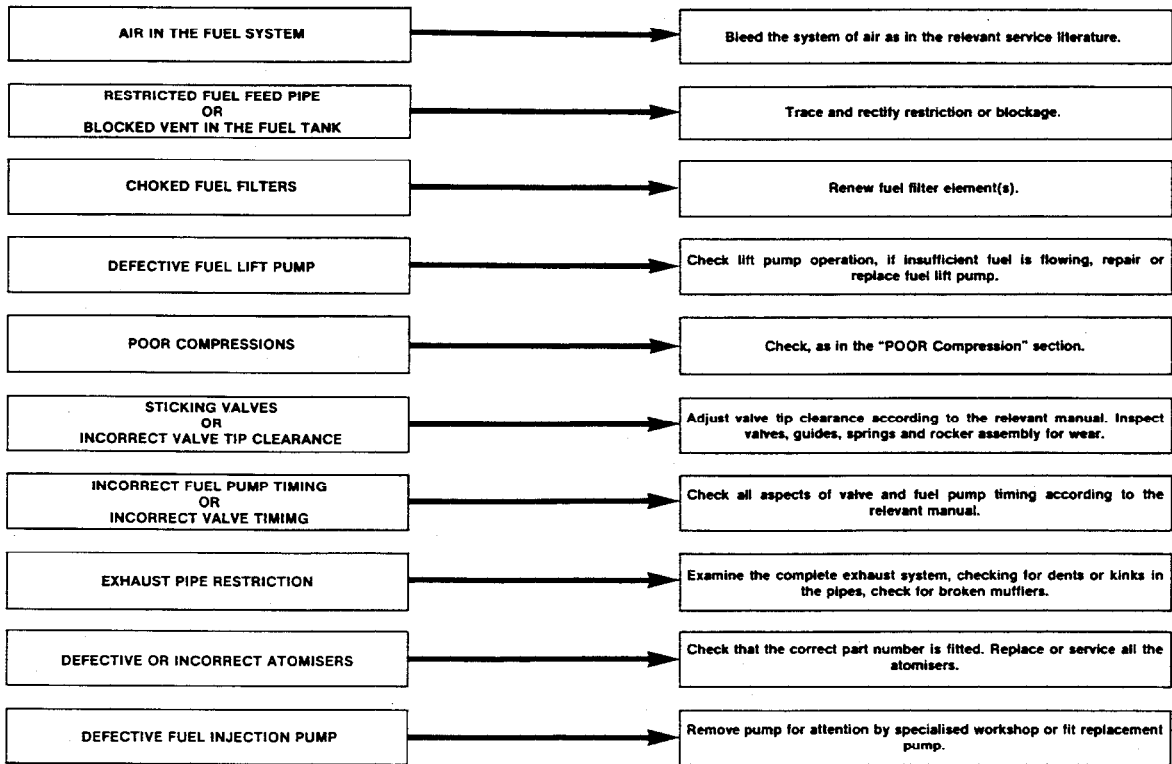 AIR IN THE FUEL SYSTEM
Bleed the system of air as in the relevant service literature.
RESTRICTED FUEL FEED PIPE
OR
BLOCKED VENT IN THE FUEL TANK
Trace and rectify restriction or blockage.
CHOKED FUEL FILTERS
Renew fuel filter element(s).
DEFECTIVE FUEL LIFT PUMP
Check lift pump operation, if insufficient fuel is flowing, repair or
replace fuel lift pump.
POOR COMPRESSIONS
Check, as in the "POOR Compression" section.
STICKING VALVES
OR
INCORRECT VALVE TIP CLEARANCE
Adjust valve tip clearance according to the relevant manual. Inspect
valves, guides, springs and rocker assembly for wear.
INCORRECT FUEL PUMP TIMING
OR
INCORRECT VALVE TIMIMG
Check all aspects of valve and fuel pump timing according to the
relevant manual.
EXHAUST PIPE RESTRICTION
Examine the complete exhaust system, checking for dents or kinks in
the pipes, check for broken mufflers.
DEFECTIVE OR INCORRECT ATOMISERS
Check that the correct part number is fitted. Replace or service all the
atomisers.
DEFECTIVE FUEL INJECTION PUMP
Remove pump for attention by specialised workshop or fit replacement
pump.